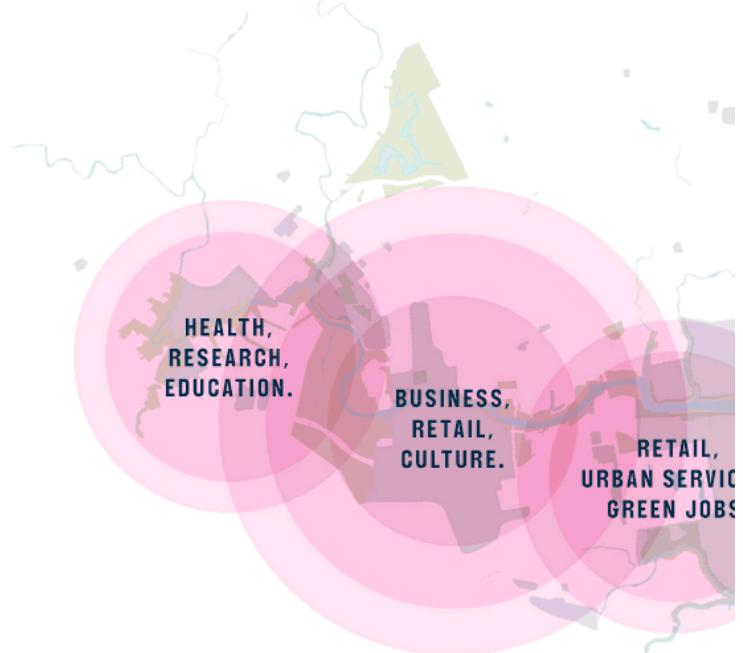 HEALTH,
RESEARCH,
EDUCATION.
BUSINESS,
RETAIL,
CULTURE.
RETAIL,
URBAN
GREEN JOBS